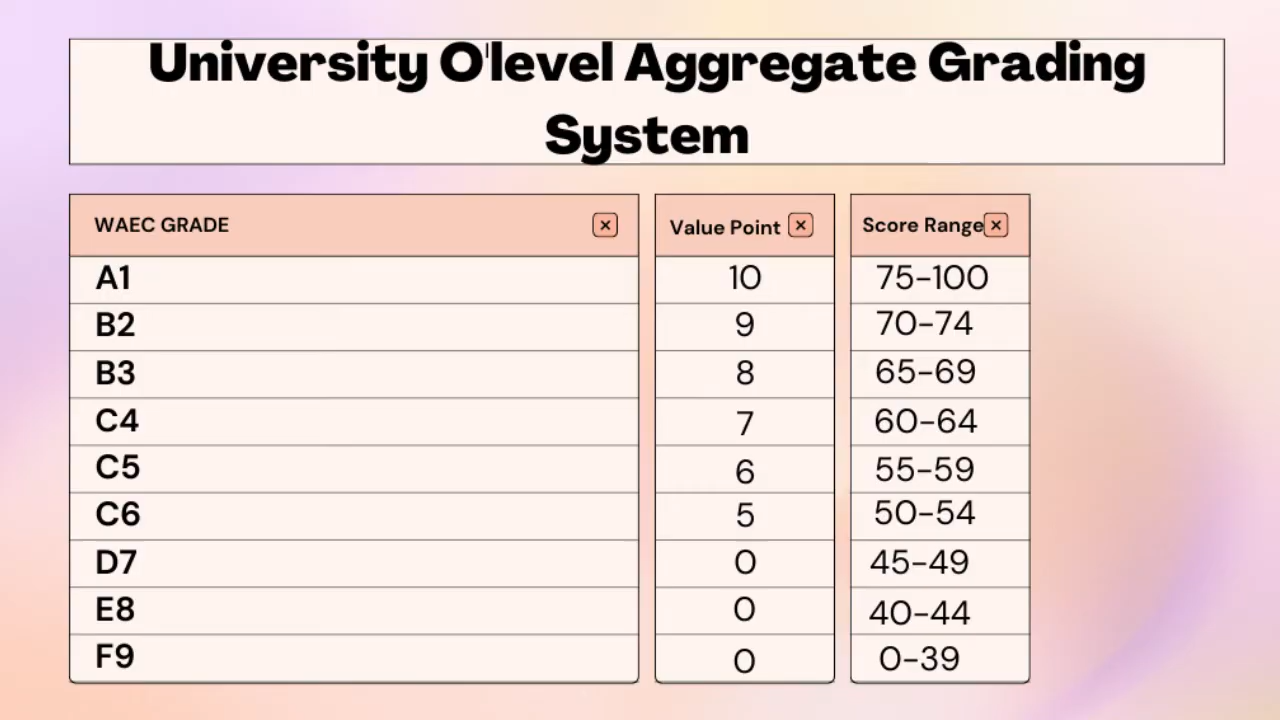 University O'level Aggregate Grading
System
WAEC GRADE Value Point Score Range
A1 10 75-100
B2 9 70-74
B3 8 65-69
C4 7 60-64
C5 6 55-59
C6 5 50-54
D7 0 45-49
E8 0 40-44
F9 0 0-39